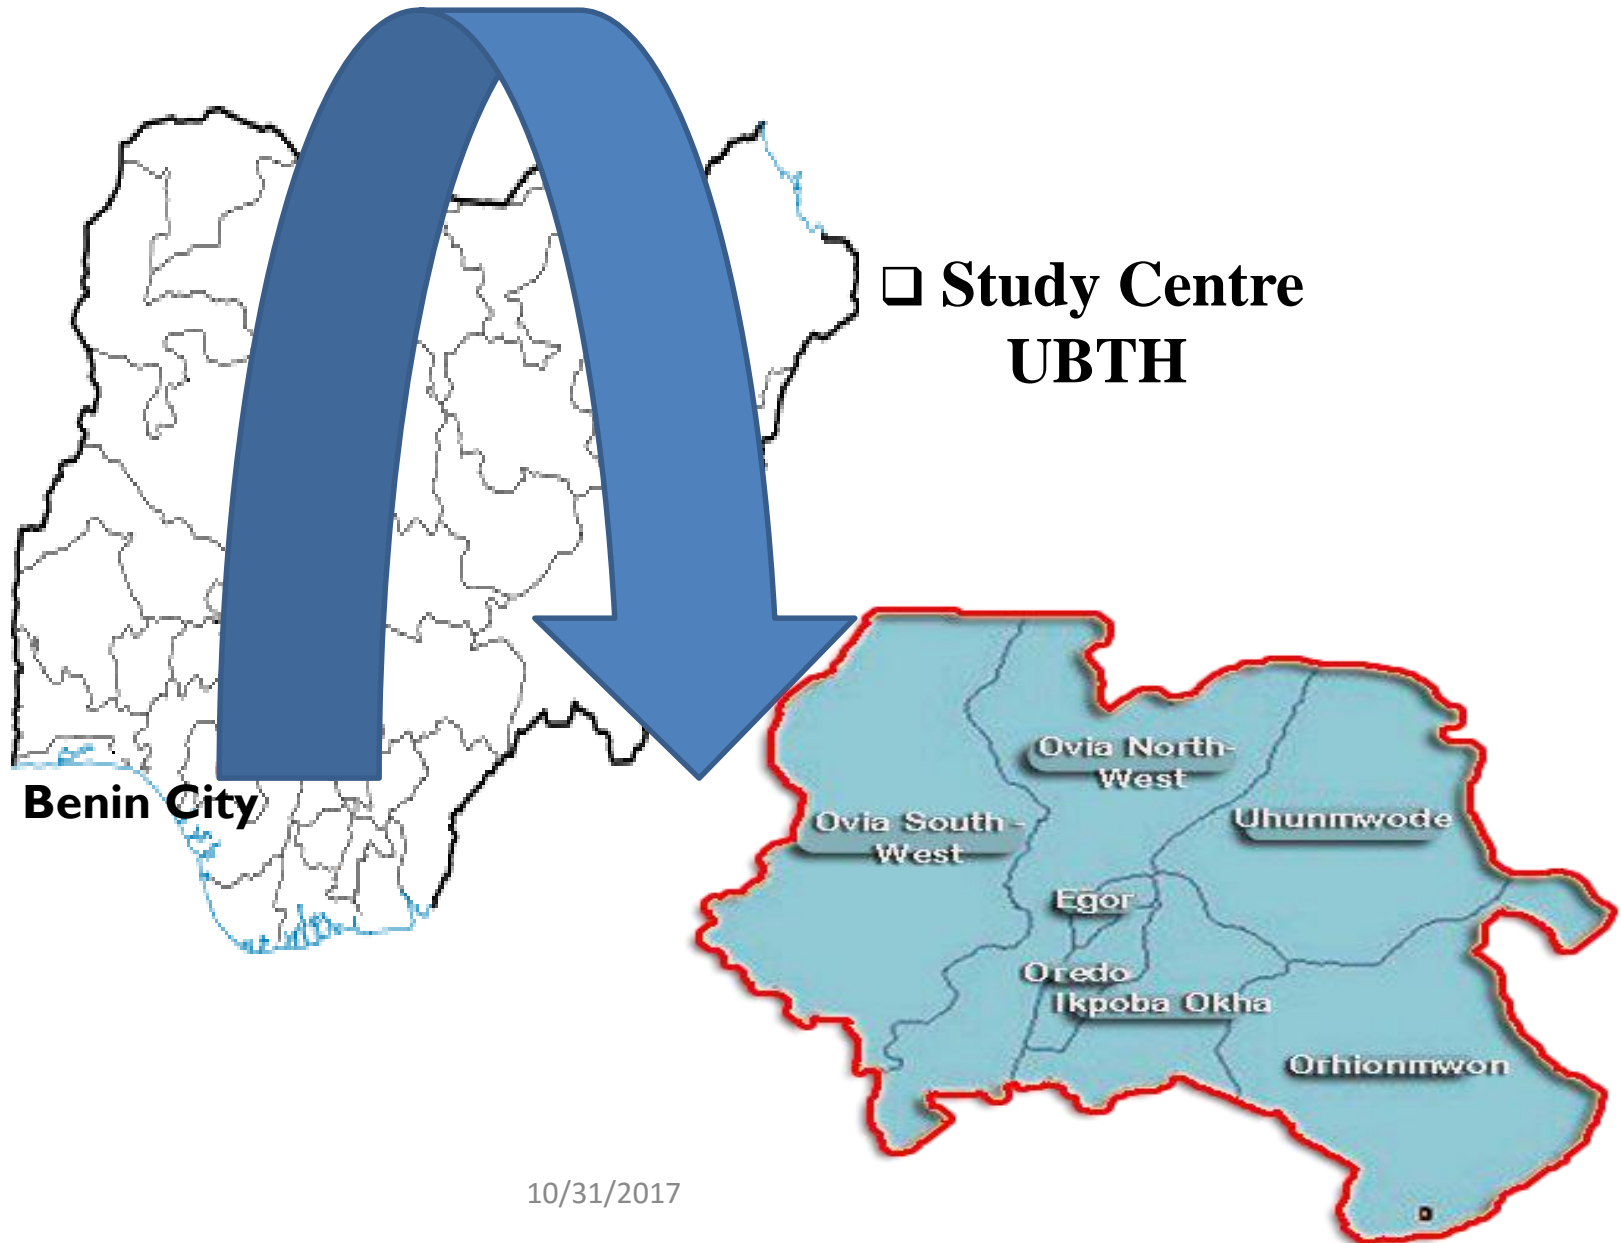 ❑ Study Centre
UBTH
Benin City
Ovia North-
West
Ovia South -
West
Uhunmwode
Egor
Oredo
Ikpoba Okha
Orhionmwon
10/31/2017